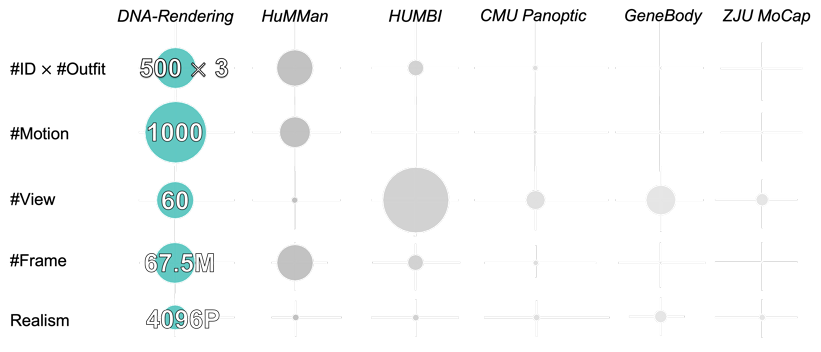 DNA-Rendering HuMMan HUMBI CMU Panoptic GeneBody ZJU MoCap
#ID × #Outfit 500 × 3
#Motion 1000
#View 60
#Frame 67.5M
Realism 4096P